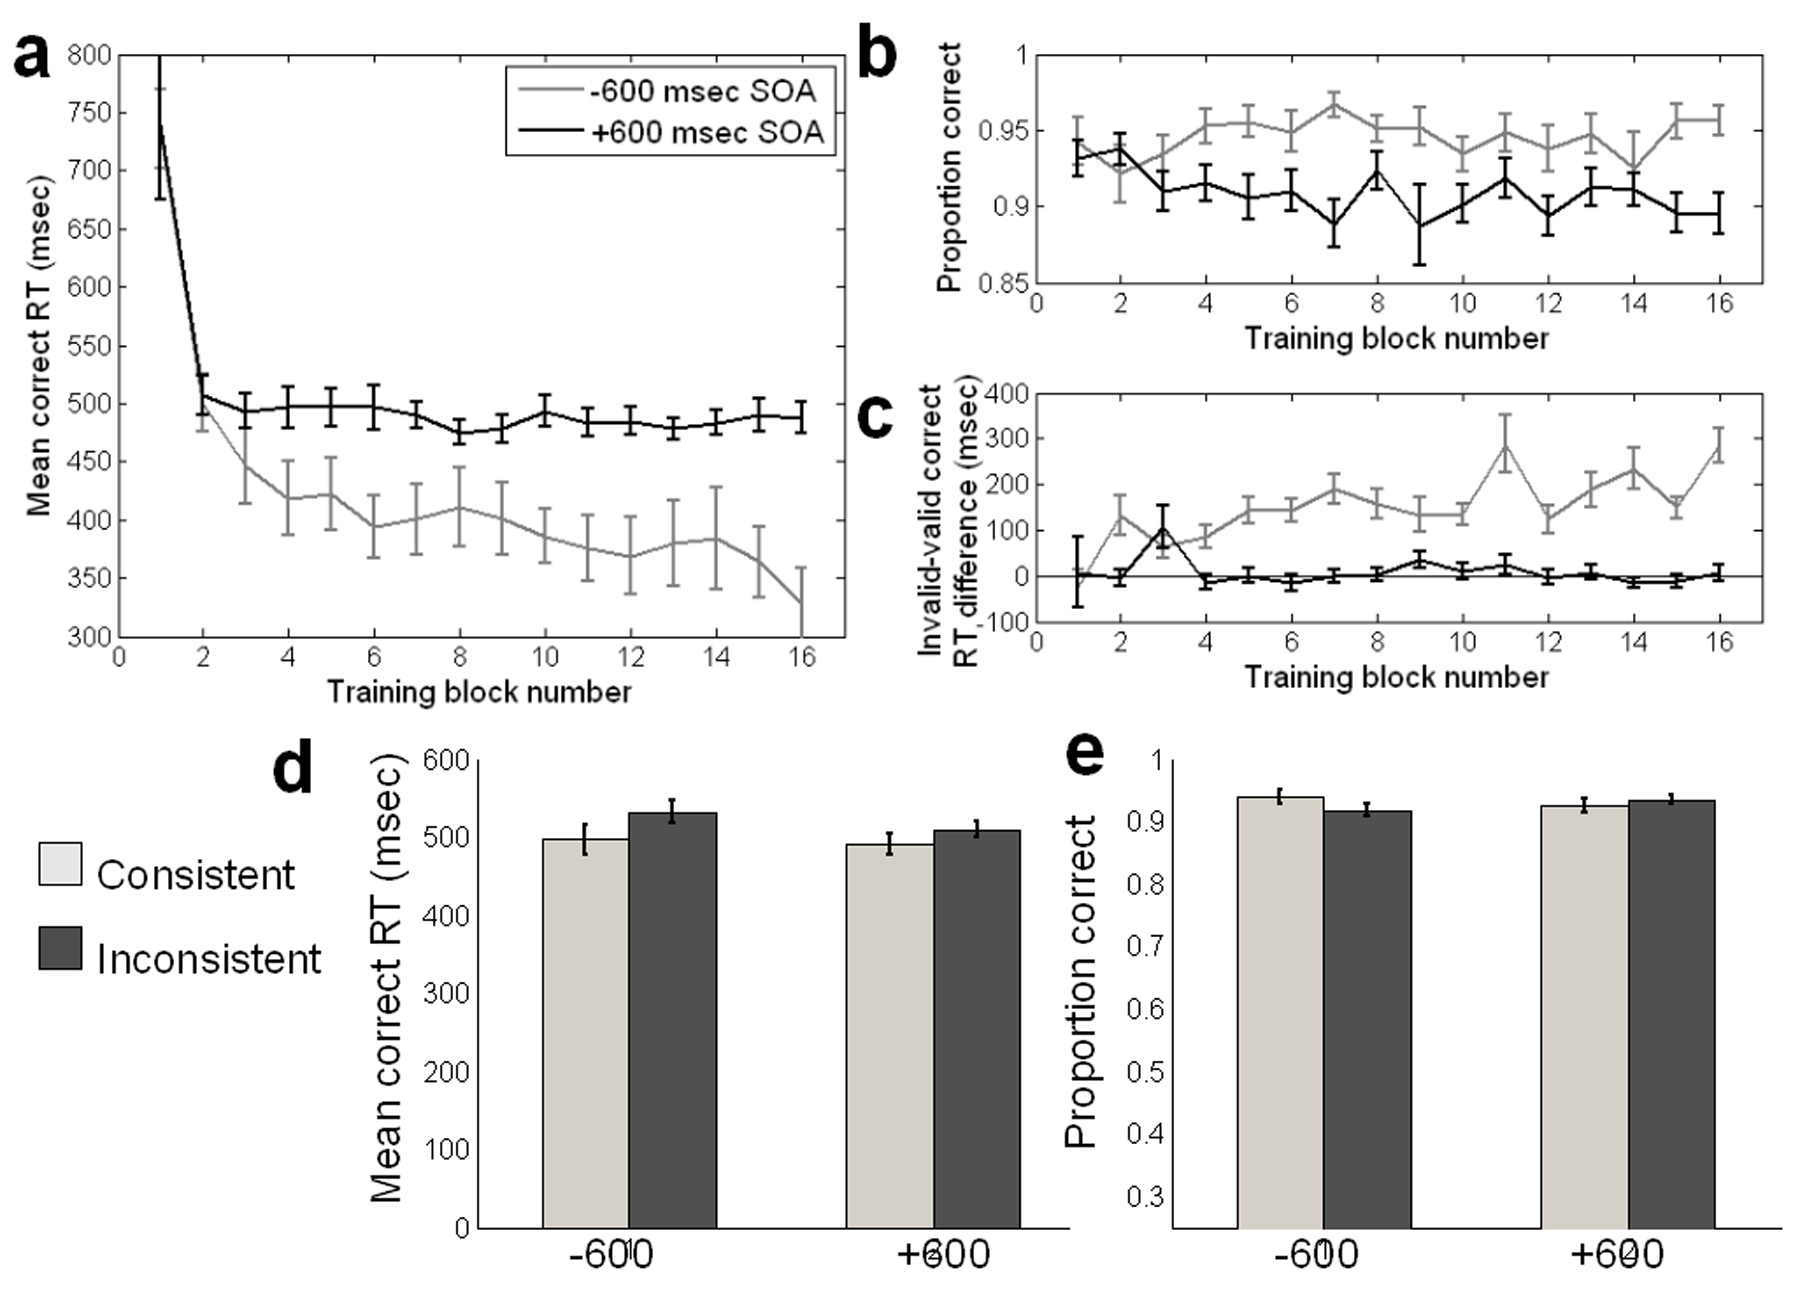 a
800
750
700
650
600
550
500
450
400
350
300
Mean correct RT (msec)
-600 msec SOA
+600 msec SOA
0 2 4 6 8 10 12 14 16
Training block number
b
1
0.95
0.9
0.85
Proportion correct
0 2 4 6 8 10 12 14 16
Training block number
c
400
300
200
100
0
-100
Invalid-valid correct
RT difference (msec)
0 2 4 6 8 10 12 14 16
Training block number
Consistent
Inconsistent
d
600
500
400
300
200
100
0
Mean correct RT (msec)
-600 +600
e
1
0.9
0.8
0.7
0.6
0.5
0.4
0.3
Proportion correct
-600 +600